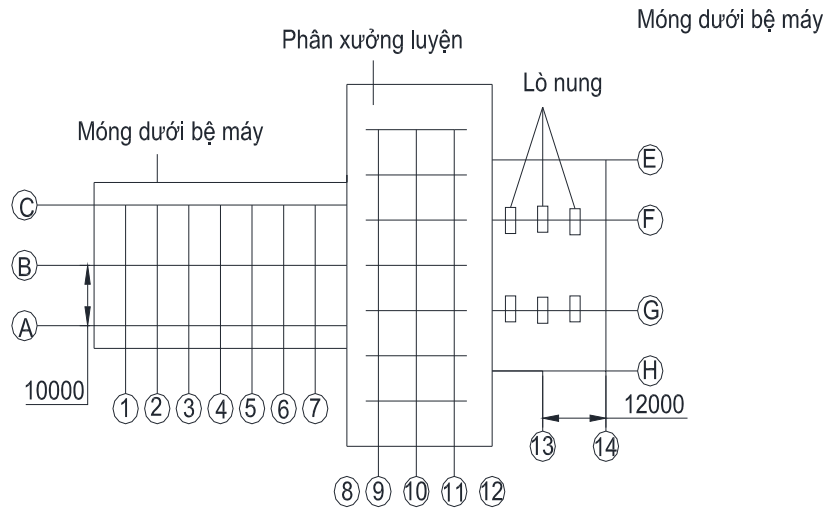 Móng dưới bệ máy
Phân xưởng luyện
Lò nung
Móng dưới bệ máy
E
C
F
B
A
G
H
10000
12000
1 2 3 4 5 6 7
13 14
8 9 10 11 12